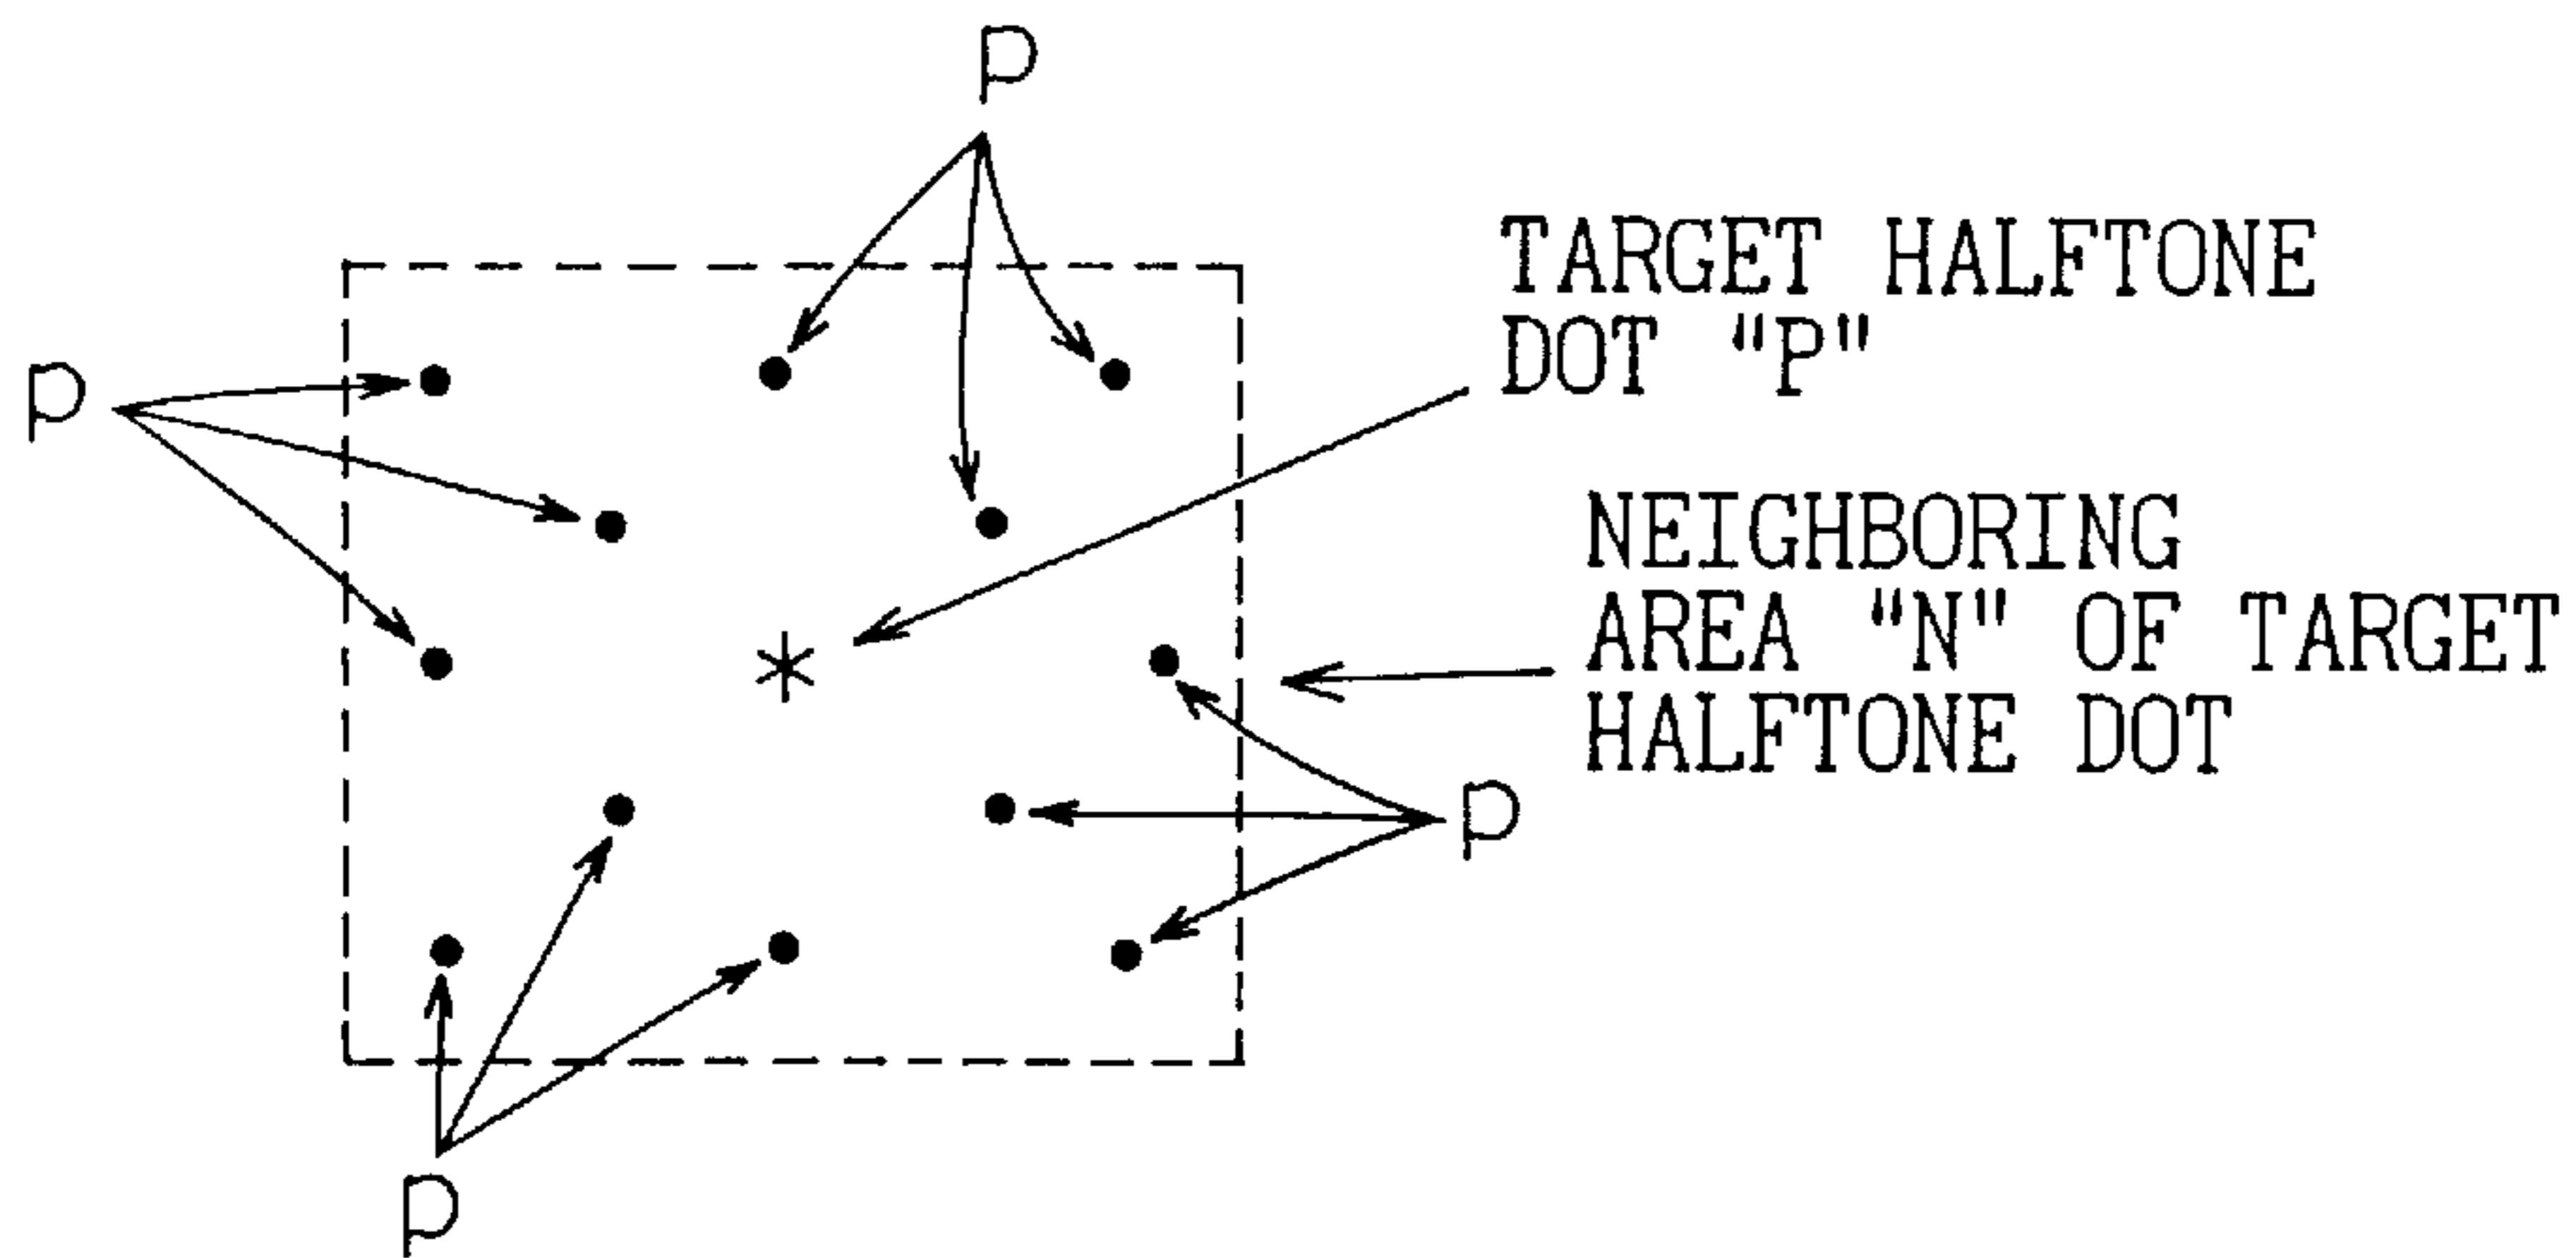 p
TARGET HALFTONE
DOT "P"
p
NEIGHBORING
AREA "N" OF TARGET
HALFTONE DOT
p
p